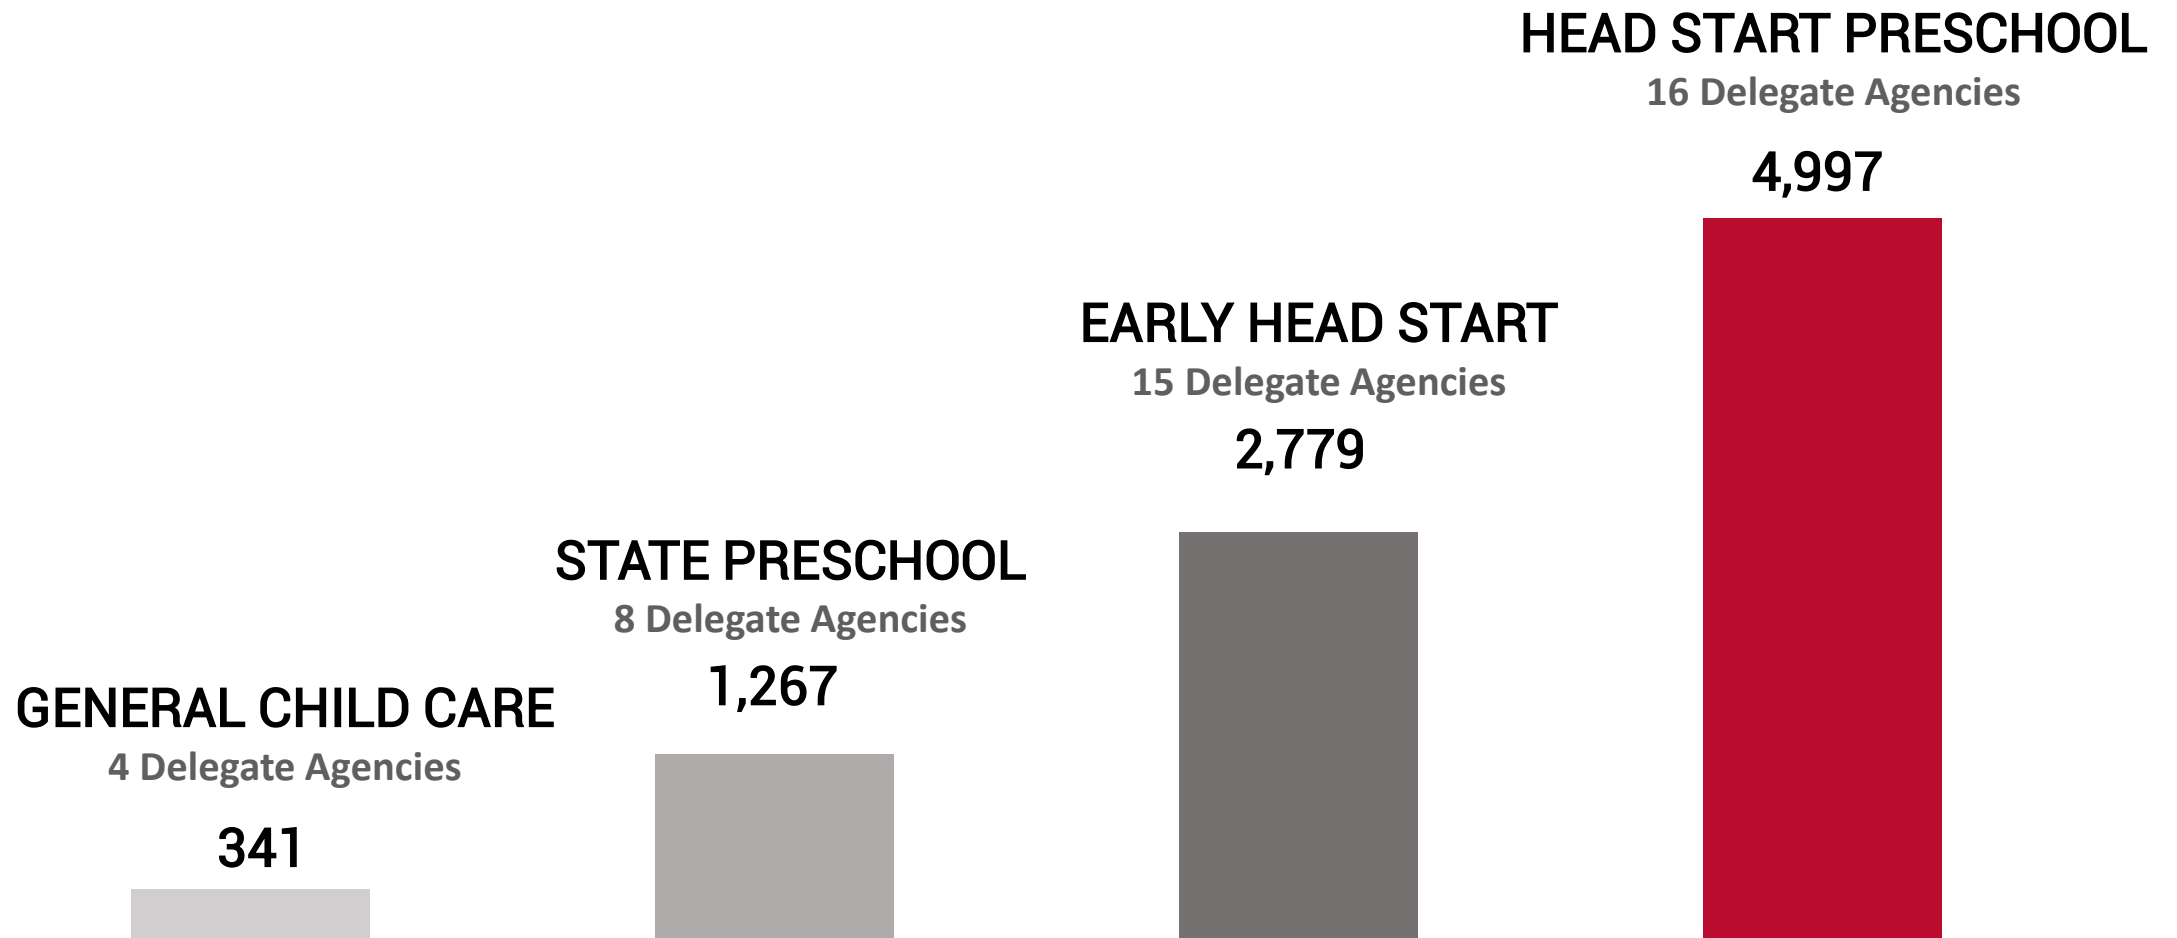 HEAD START PRESCHOOL
16 Delegate Agencies
4,997
EARLY HEAD START
15 Delegate Agencies
2,779
STATE PRESCHOOL
8 Delegate Agencies
1,267
GENERAL CHILD CARE
4 Delegate Agencies
341